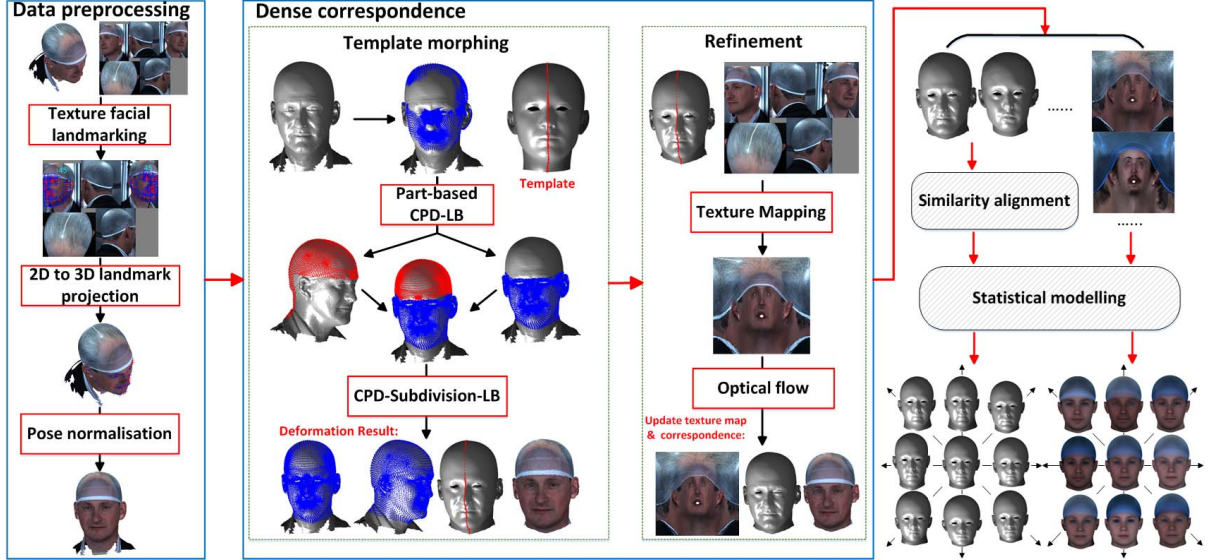 Data preprocessing
Texture facial
landmarking
2D to 3D landmark
projection
Pose normalisation
Dense correspondence
Template morphing
Template
Part-based
CPD-LB
CPD-Subdivision-LB
Deformation Result:
Refinement
Texture Mapping
Optical flow
Update texture map
& correspondence:
......
Similarity alignment
......
Statistical modelling